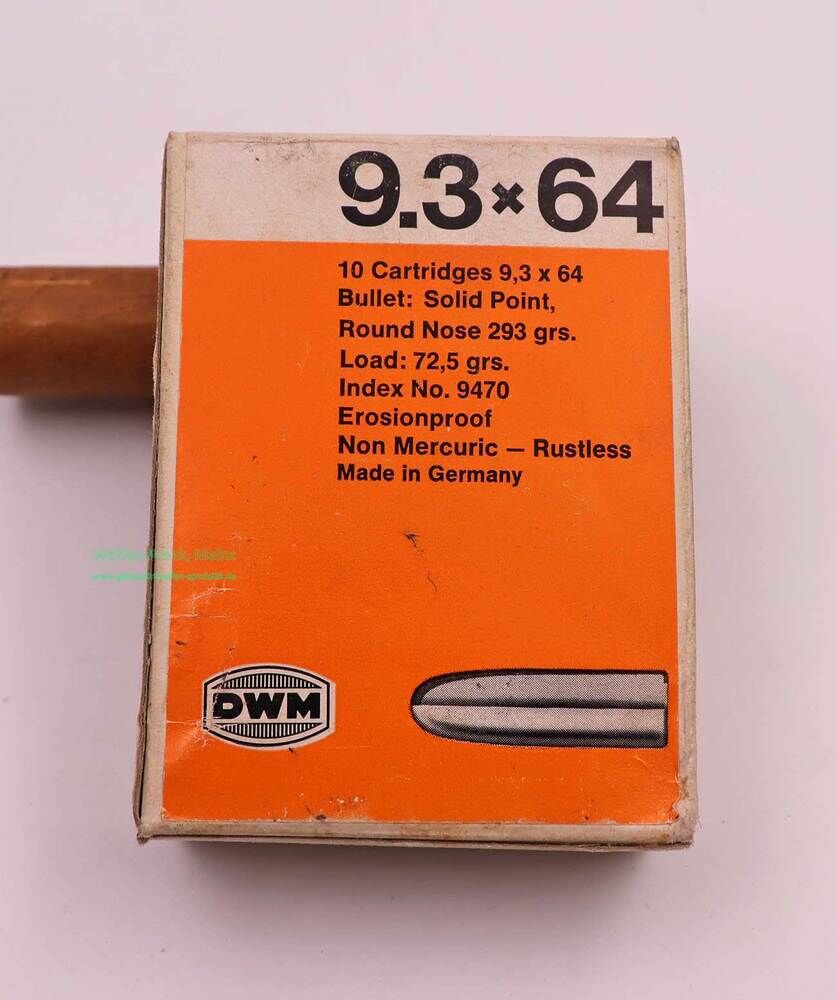 9.3×64
10 Cartridges 9,3 x 64
Bullet: Solid Point,
Round Nose 293 grs.
Load: 72,5 grs.
Index No. 9470
Erosionproof
Non Mercuric — Rustless
Made in Germany
DWM